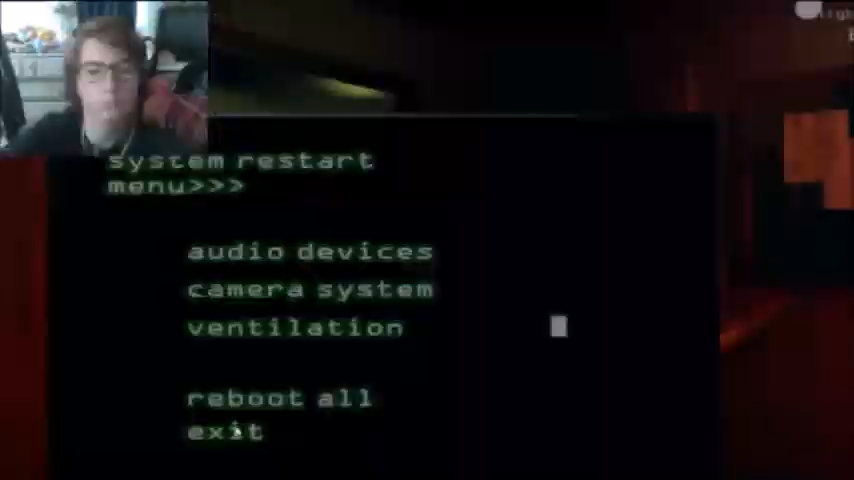 system restart
menu>>>
audio devices
camera system
ventilation
reboot all
exit